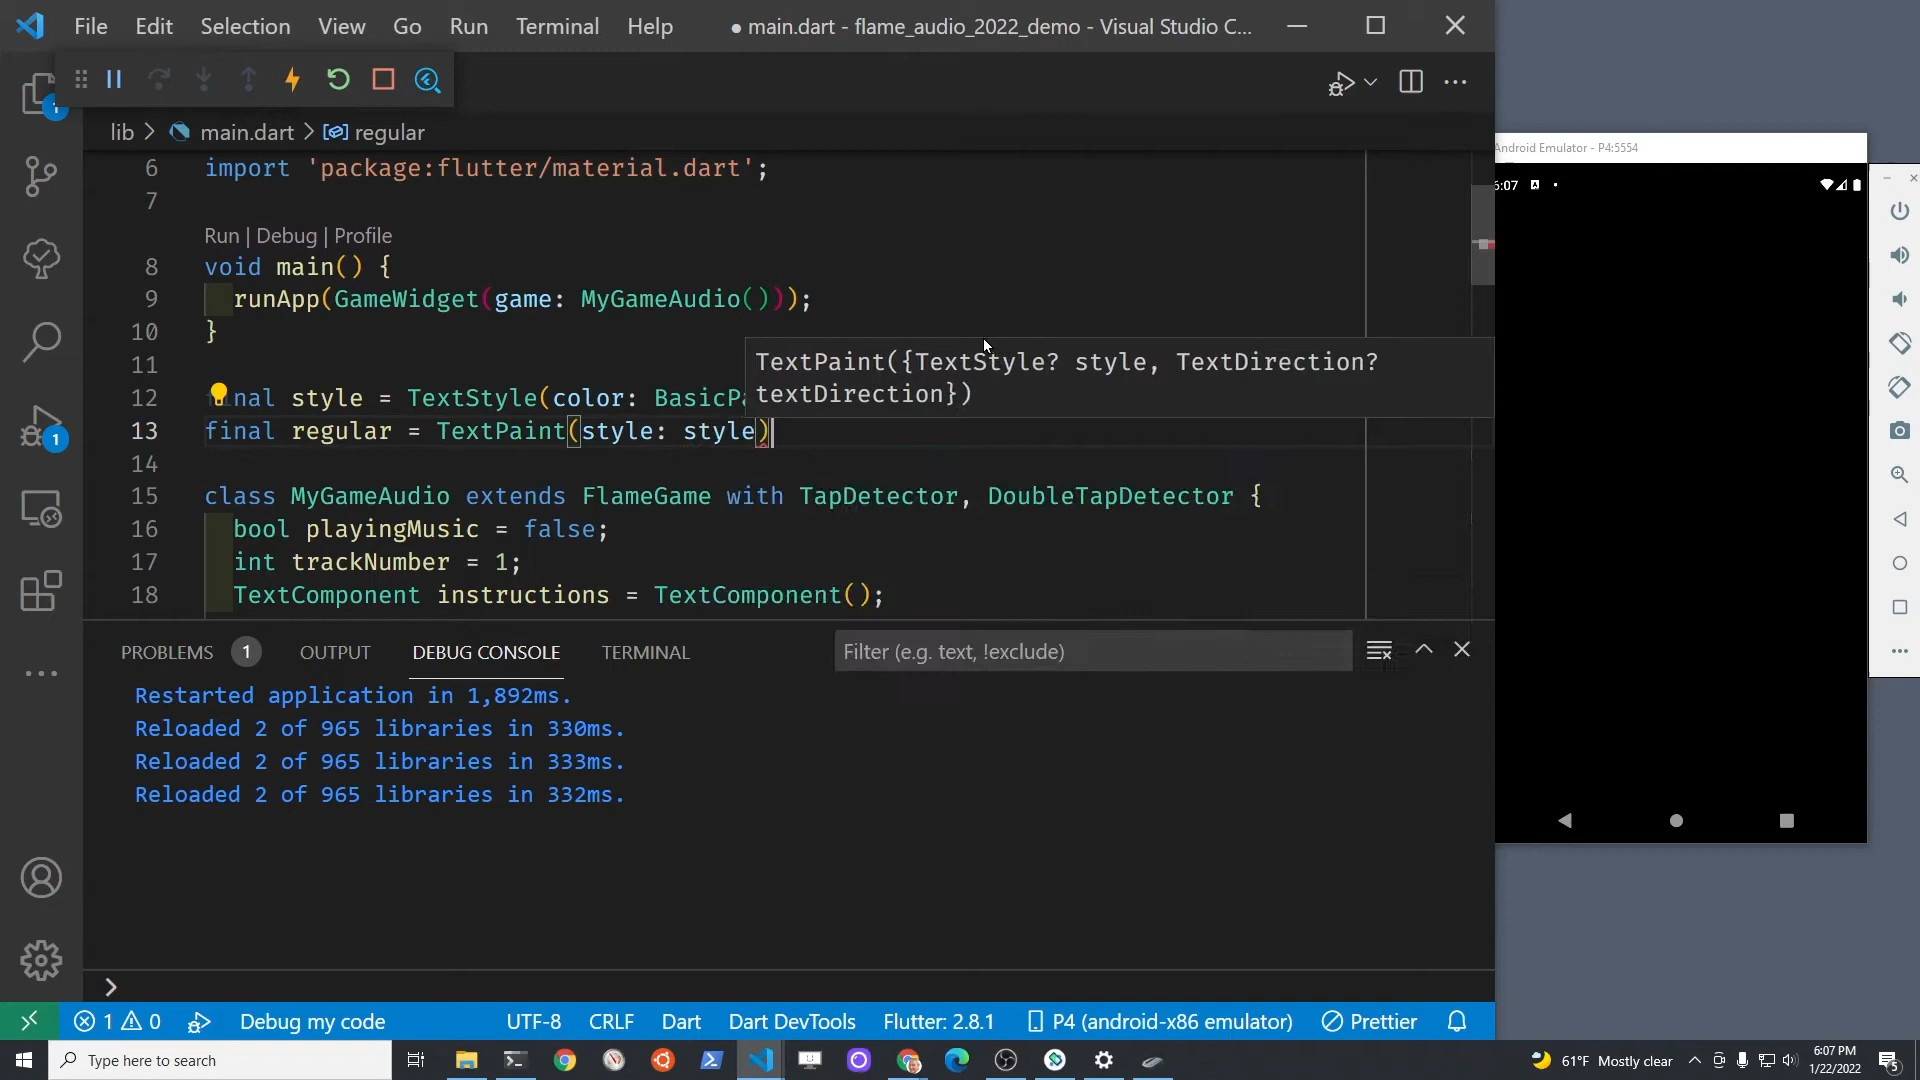 File Edit Selection View Go Run Terminal Help ● main.dart - flame_audio_2022_demo - Visual Studio C...
lib > main.dart > regular
6 import 'package:flutter/material.dart';
7
Run | Debug | Profile
8 void main() {
9 runApp(GameWidget(game: MyGameAudio()));
10 }
11
TextPaint({TextStyle? style, TextDirection?
textDirection})
12 nal style = TextStyle(color: BasicPa
13 final regular = TextPaint(style: style)
14
15 class MyGameAudio extends FlameGame with TapDetector, DoubleTapDetector {
16 bool playingMusic = false;
17 int trackNumber = 1;
18 TextComponent instructions = TextComponent();
PROBLEMS 1 OUTPUT DEBUG CONSOLE TERMINAL Filter (e.g. text, !exclude)
Restarted application in 1,892ms.
Reloaded 2 of 965 libraries in 330ms.
Reloaded 2 of 965 libraries in 333ms.
Reloaded 2 of 965 libraries in 332ms.
1 0 Debug my code UTF-8 CRLF Dart Dart DevTools Flutter: 2.8.1 P4 (android-x86 emulator) Prettier
Android Emulator - P4:5554
6:07
1
1
Type here to search
61°F Mostly clear
6:07 PM
1/22/2022
5